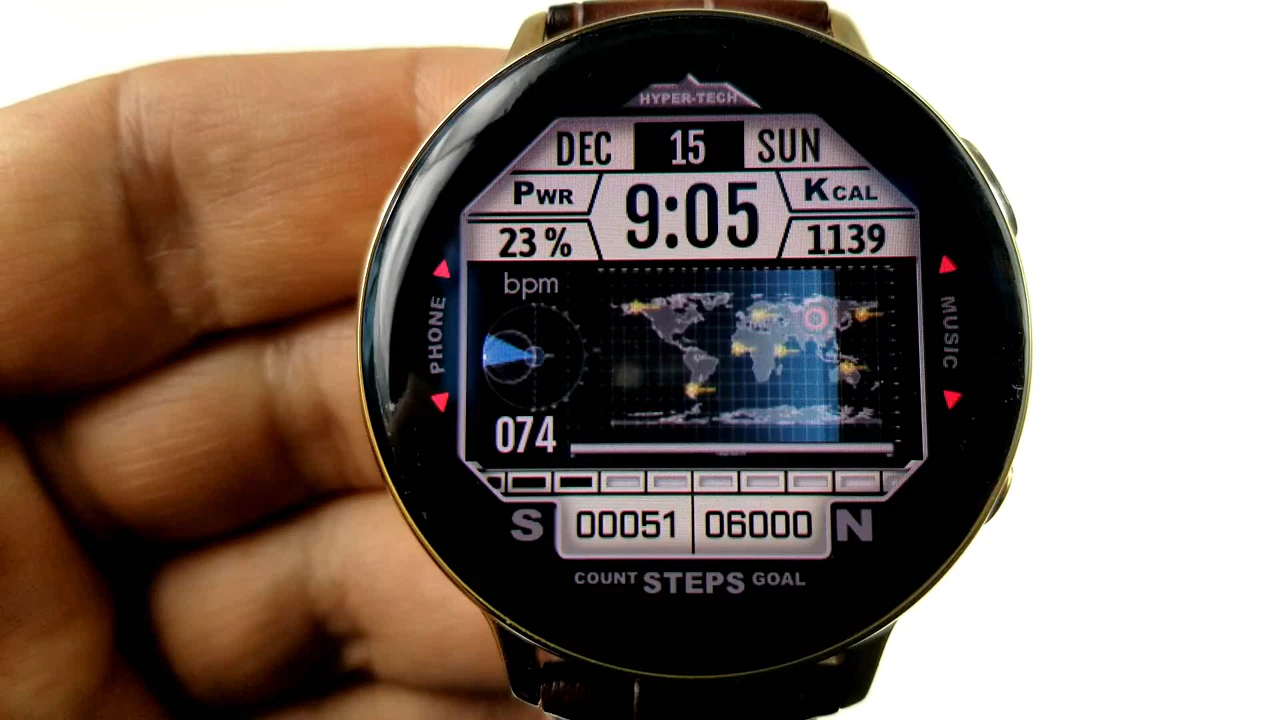 HYPER-TECH
DEC 15 SUN
PWR 9:05 KCAL
23% 1139
bpm
PHONE
MUSIC
074
S 00051 06000 N
COUNT STEPS GOAL